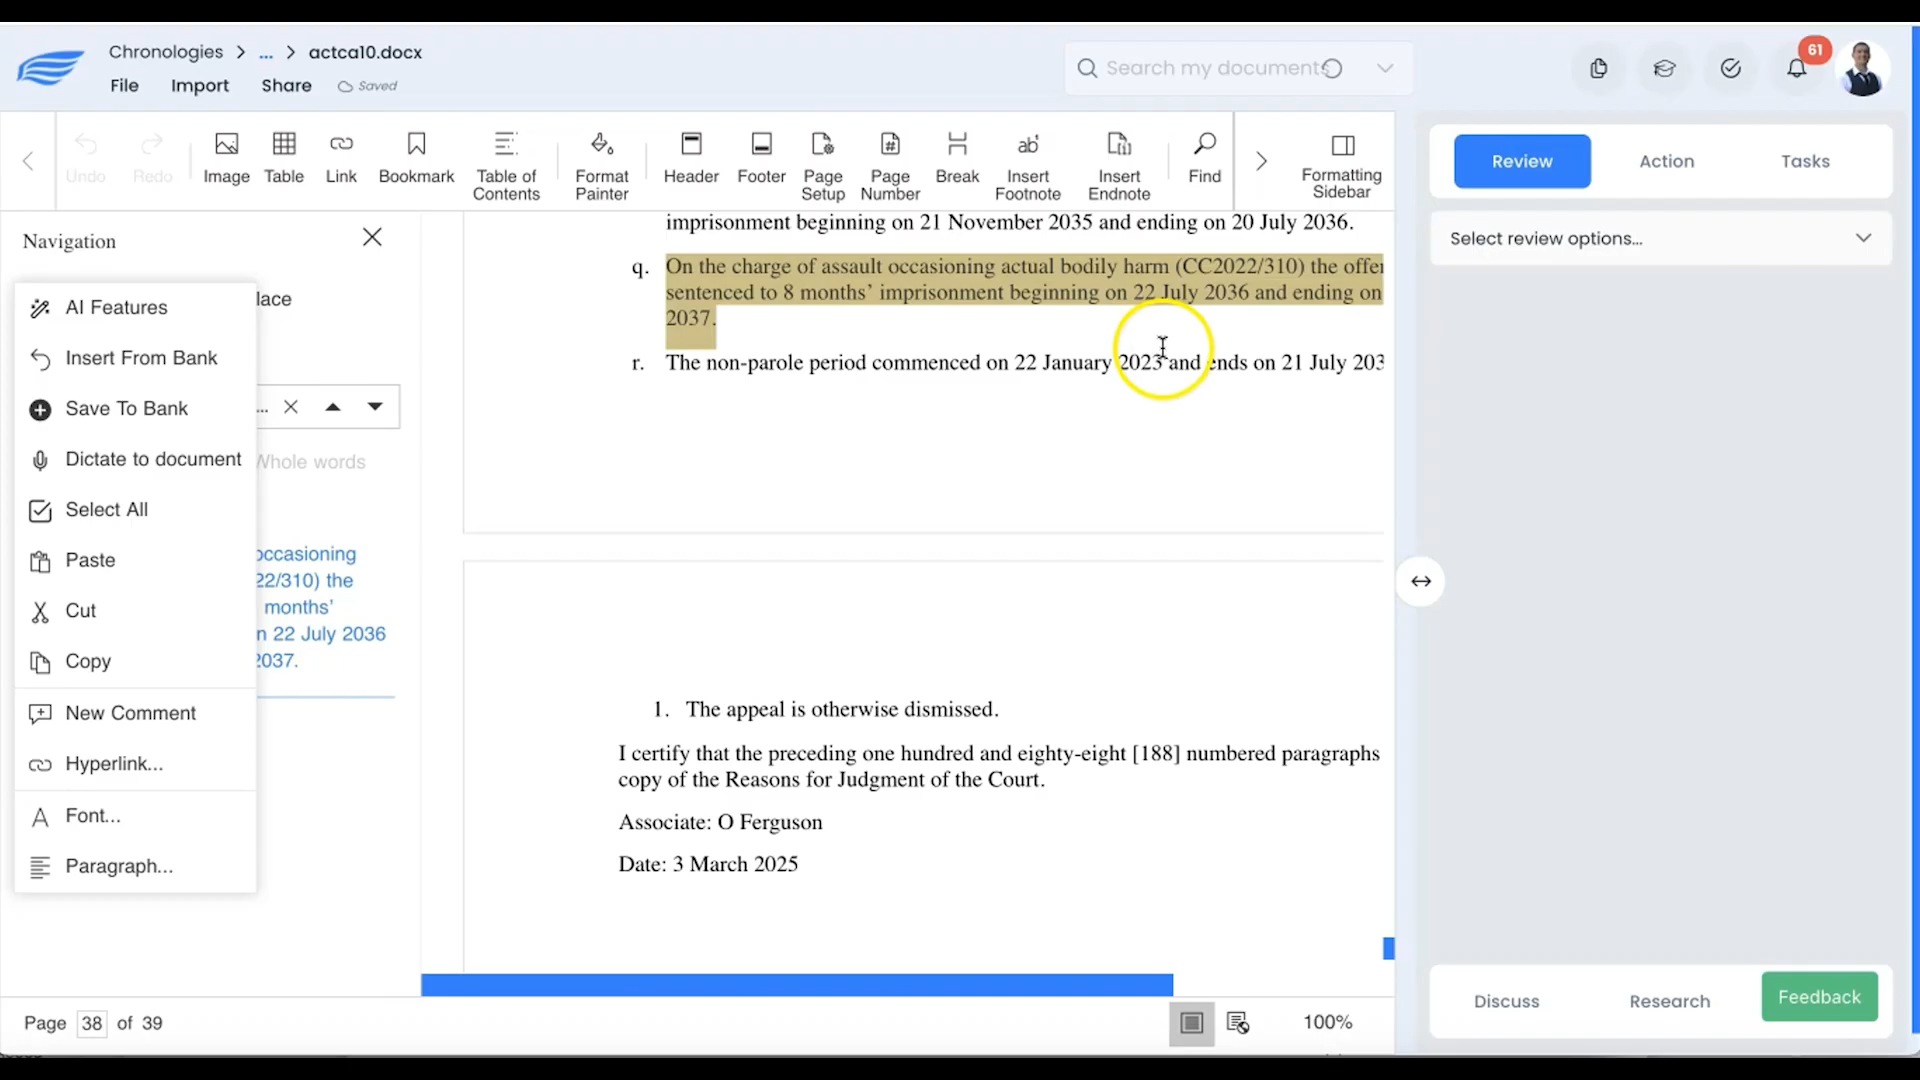 Chronologies > ... > actca10.docx
File Import Share Saved
Search my documents
61
Undo Redo Image Table Link Bookmark Table of Contents Format Painter Header Footer Page Setup Page Number Break Insert Footnote Insert Endnote Find Formatting Sidebar
Review Action Tasks
Select review options...
Navigation
lace
AI Features
Insert From Bank
Save To Bank
...
Dictate to document
Whole words
Select All
Paste
Cut
Copy
New Comment
Hyperlink...
Font...
Paragraph...
occasioning
22/310) the
months’
n 22 July 2036
2037.
imprisonment beginning on 21 November 2035 and ending on 20 July 2036.
q. On the charge of assault occasioning actual bodily harm (CC2022/310) the offer
sentenced to 8 months’ imprisonment beginning on 22 July 2036 and ending on
2037.
r. The non-parole period commenced on 22 January 2023 and ends on 21 July 203
1. The appeal is otherwise dismissed.
I certify that the preceding one hundred and eighty-eight [188] numbered paragraphs
copy of the Reasons for Judgment of the Court.
Associate: O Ferguson
Date: 3 March 2025
Page 38 of 39
100%
Discuss Research Feedback